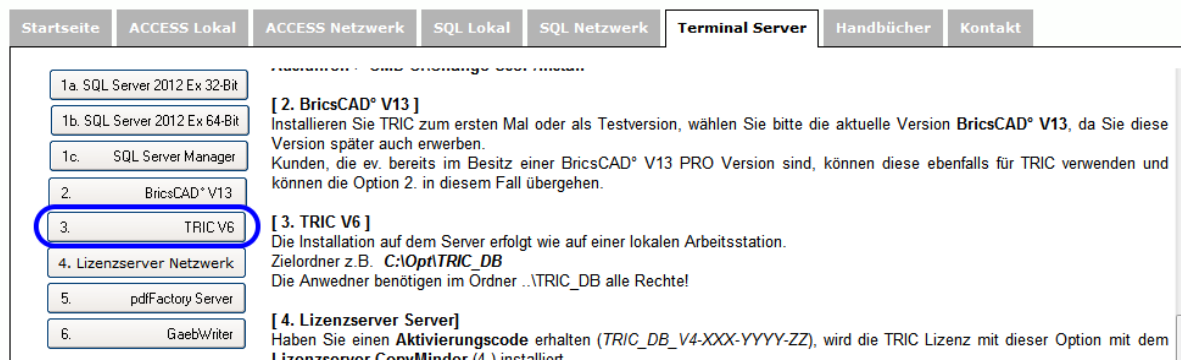 Startseite ACCESS Lokal ACCESS Netzwerk SQL Lokal SQL Netzwerk Terminal Server Handbücher Kontakt
1a. SQL Server 2012 Ex 32-Bit
1b. SQL Server 2012 Ex 64-Bit
1c. SQL Server Manager
2. BricsCAD° V13
3. TRIC V6
4. Lizenzserver Netzwerk
5. pdfFactory Server
6. GaebWriter
[ 2. BricsCAD° V13 ]
Installieren Sie TRIC zum ersten Mal oder als Testversion, wählen Sie bitte die aktuelle Version BricsCAD° V13, da Sie diese
Version später auch erwerben.
Kunden, die ev. bereits im Besitz einer BricsCAD° V13 PRO Version sind, können diese ebenfalls für TRIC verwenden und
können die Option 2. in diesem Fall übergehen.
[ 3. TRIC V6 ]
Die Installation auf dem Server erfolgt wie auf einer lokalen Arbeitsstation.
Zielordner z.B. C:\Opt\TRIC_DB
Die Anwedner benötigen im Ordner ..\TRIC_DB alle Rechte!
[ 4. Lizenzserver Server]
Haben Sie einen Aktivierungscode erhalten (TRIC_DB_V4-XXX-YYYY-ZZ), wird die TRIC Lizenz mit dieser Option mit dem
Lizenzserver CopyMinder (4.) installiert.